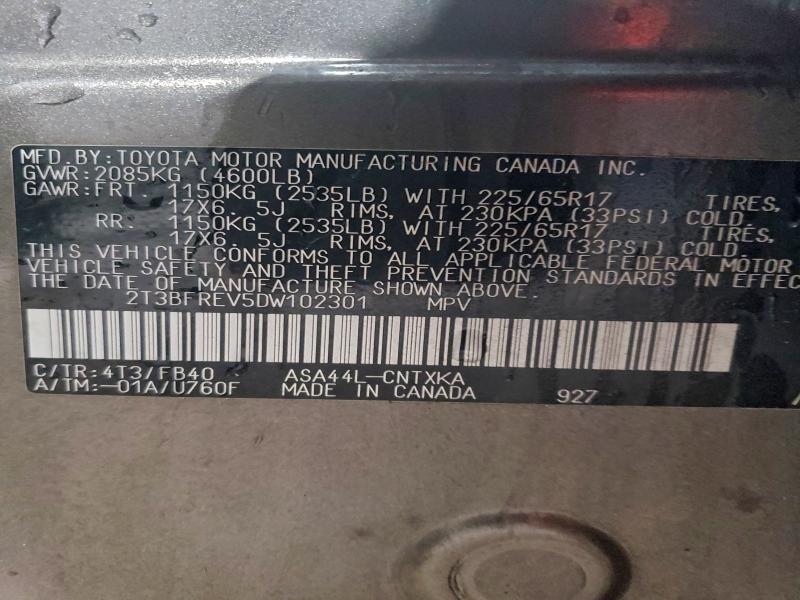 MFD.BY:TOYOTA MOTOR MANUFACTURING CANADA INC.
GVWR:2085KG (4600LB)
GAWR:FRT. 1150KG (2535LB) WITH 225/65R17 TIRES,
17X6. 5J RIMS, AT 230KPA (33PSI) COLD
RR. 1150KG (2535LB) WITH 225/65R17 TIRES,
17X6. 5J RIMS, AT 230KPA (33PSI) COLD.
THIS VEHICLE CONFORMS TO ALL APPLICABLE FEDERAL MOTOR
VEHICLE SAFETY AND THEFT PREVENTION STANDARDS IN EFFEC
THE DATE OF MANUFACTURE SHOWN ABOVE.
2T3BFREV5DW102301 MPV
C/TR:4T3/FB40 ASA44L-CNTXKA
A/TM:-01A/U760F MADE IN CANADA 927